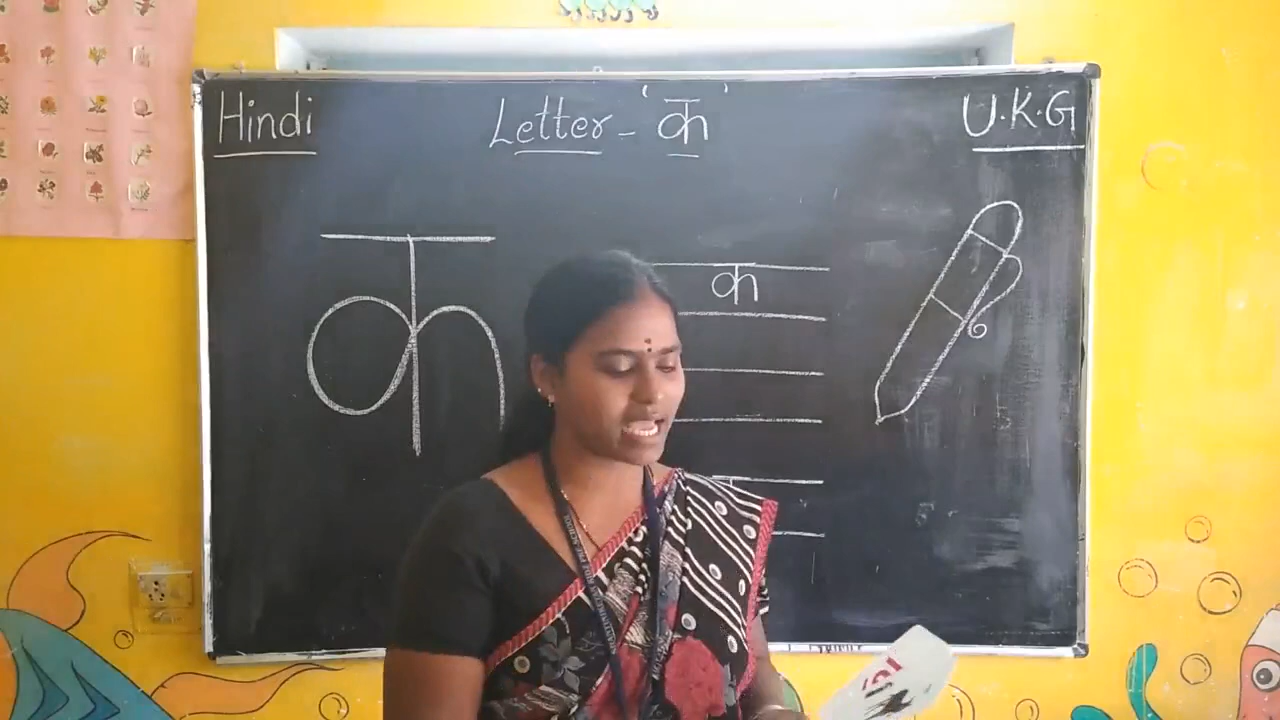 Hindi
Letter - 'क'
U.K.G
क
क